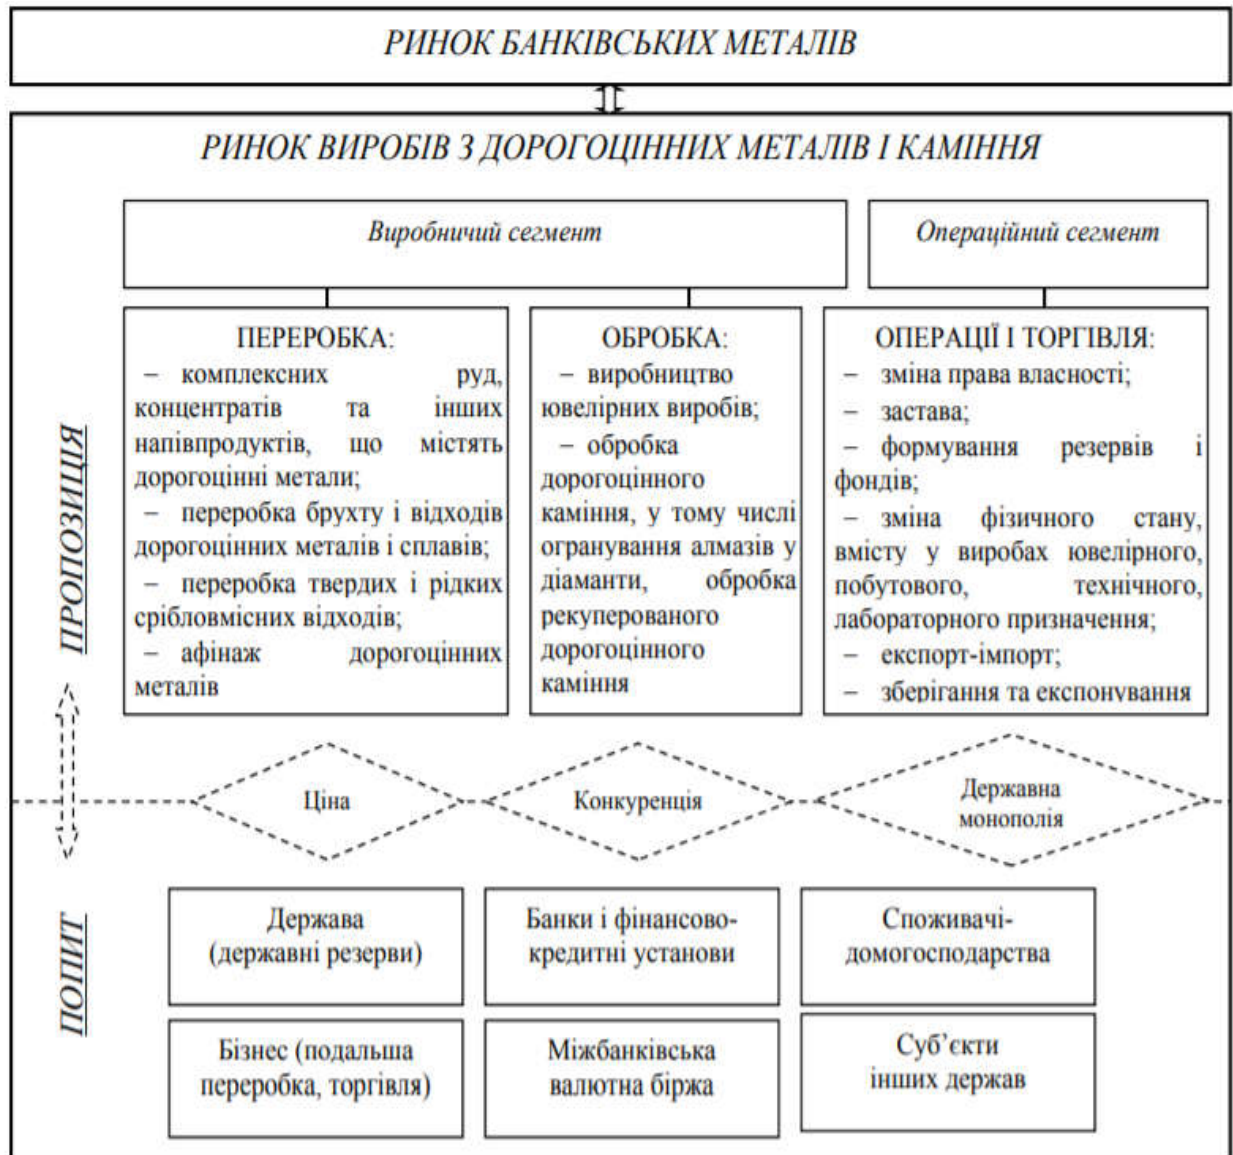 РИНОК БАНКІВСЬКИХ МЕТАЛІВ
РИНОК ВИРОБІВ З ДОРОГОЦІННИХ МЕТАЛІВ І КАМІННЯ
Виробничий сегмент
Операційний сегмент
ПРОПОЗИЦІЯ
ПЕРЕРОБКА:
– комплексних руд,
концентратів та інших
напівпродуктів, що містять
дорогоцінні метали;
– переробка брухту і відходів
дорогоцінних металів і сплавів;
– переробка твердих і рідких
срібловмісних відходів;
– афінаж дорогоцінних
металів
ОБРОБКА:
– виробництво
ювелірних виробів;
– обробка
дорогоцінного
каміння, у тому числі
огранування алмазів у
діаманти, обробка
рекуперованого
дорогоцінного
каміння
ОПЕРАЦІЇ І ТОРГІВЛЯ:
– зміна права власності;
– застава;
– формування резервів і
фондів;
– зміна фізичного стану,
вмісту у виробах ювелірного,
побутового, технічного,
лабораторного призначення;
– експорт-імпорт;
– зберігання та експонування
Ціна
Конкуренція
Державна
монополія
ПОПИТ
Держава
(державні резерви)
Банки і фінансово-
кредитні установи
Споживачі-
домогосподарства
Бізнес (подальша
переробка, торгівля)
Міжбанківська
валютна біржа
Суб’єкти
інших держав